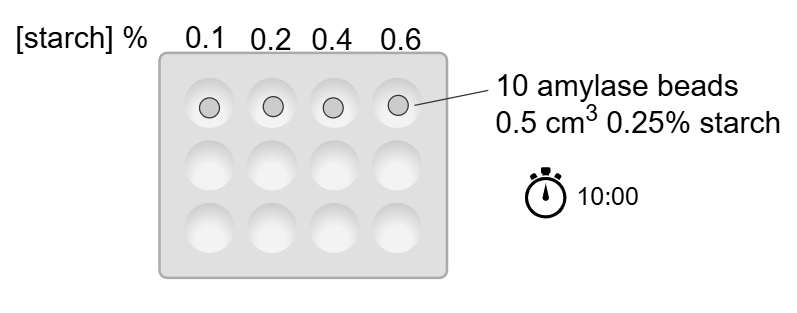 [starch] % 0.1 0.2 0.4 0.6
10 amylase beads
0.5 cm³ 0.25% starch
10:00